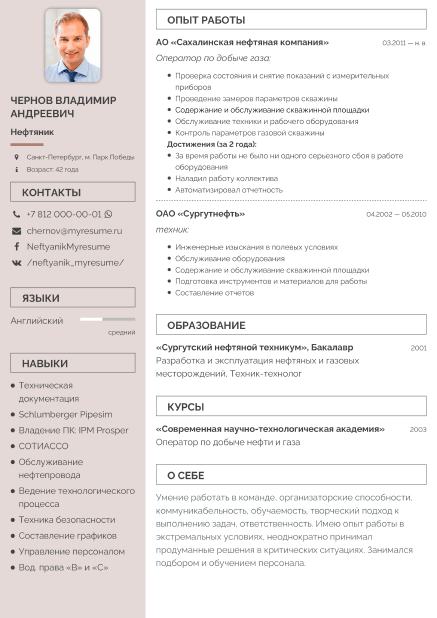 ЧЕРНОВ ВЛАДИМИР
АНДРЕЕВИЧ
Нефтяник
Санкт-Петербург, м. Парк Победы
Возраст: 42 года
КОНТАКТЫ
+7 812 000-00-01
chernov@myresume.ru
NeftyanikMyresume
/neftyanik_myresume/
ЯЗЫКИ
Английский
средний
НАВЫКИ
Техническая
документация
Schlumberger Pipesim
Владение ПК: IPM Prosper
СОТИАССО
Обслуживание
нефтепровода
Ведение технологического
процесса
Техника безопасности
Составление графиков
Управление персоналом
Вод. права «В» и «С»
ОПЫТ РАБОТЫ
АО «Сахалинская нефтяная компания» 03.2011 — н. в.
Оператор по добыче газа:
Проверка состояния и снятие показаний с измерительных
приборов
Проведение замеров параметров скважины
Содержание и обслуживание скважинной площадки
Обслуживание техники и рабочего оборудования
Контроль параметров газовой скважины
Достижения (за 2 года):
За время работы не было ни одного серьезного сбоя в работе
оборудования
Наладил работу коллектива
Автоматизировал отчетность
ОАО «Сургутнефть» 04.2002 — 05.2010
техник:
Инженерные изыскания в полевых условиях
Обслуживание оборудования
Содержание и обслуживание скважинной площадки
Подготовка инструментов и материалов для работы
Составление отчетов
ОБРАЗОВАНИЕ
«Сургутский нефтяной техникум», Бакалавр 2001
Разработка и эксплуатация нефтяных и газовых
месторождений, Техник-технолог
КУРСЫ
«Современная научно-технологическая академия» 2003
Оператор по добыче нефти и газа
О СЕБЕ
Умение работать в команде, организаторские способности,
коммуникабельность, обучаемость, творческий подход к
выполнению задач, ответственность. Имею опыт работы в
экстремальных условиях, неоднократно принимал
продуманные решения в критических ситуациях. Занимался
подбором и обучением персонала.